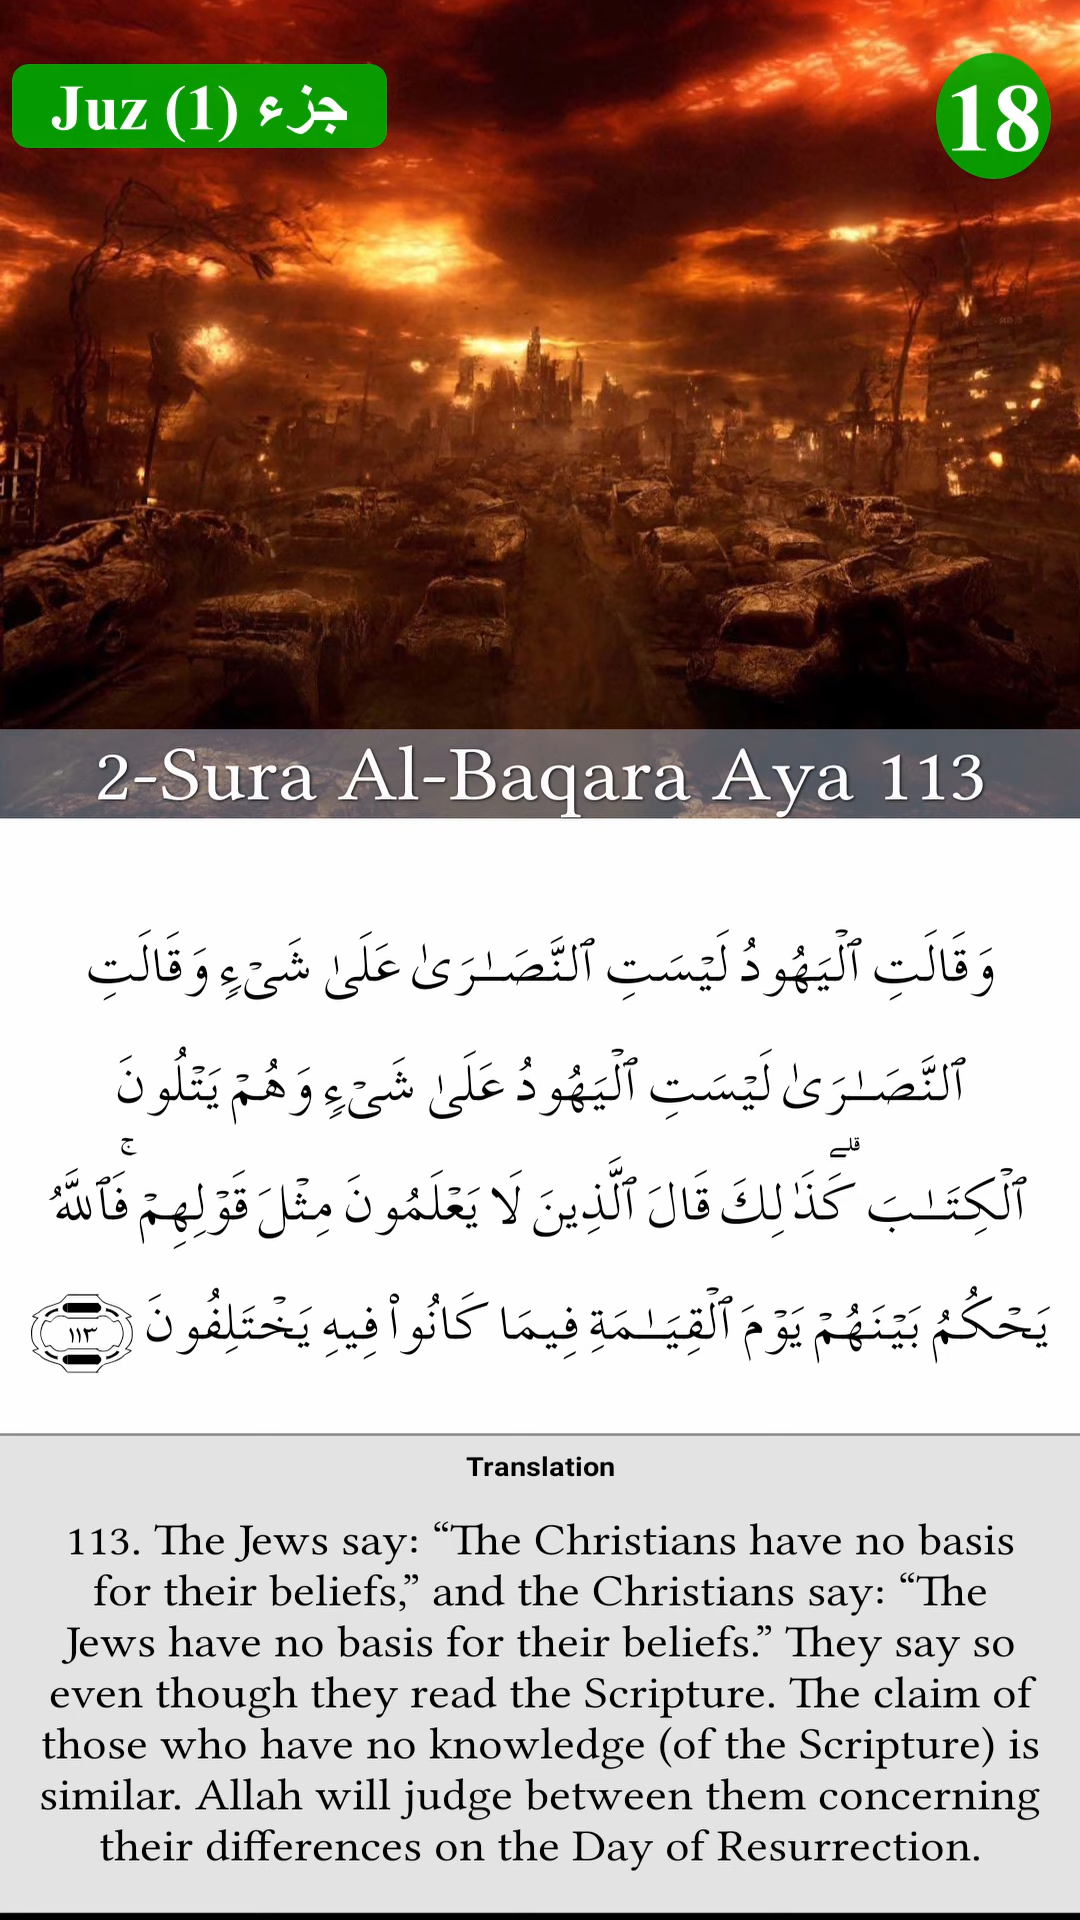 Juz (1) جزء
18
2-Sura Al-Baqara Aya 113
وَقَالَتِ ٱلۡيَهُودُ لَيۡسَتِ ٱلنَّصَـٰرَىٰ عَلَىٰ شَىۡءٍ وَقَالَتِ
ٱلنَّصَـٰرَىٰ لَيۡسَتِ ٱلۡيَهُودُ عَلَىٰ شَىۡءٍ وَهُمۡ يَتۡلُونَ
ٱلۡكِتَـٰبَ‌ۗ كَذَٲلِكَ قَالَ ٱلَّذِينَ لَا يَعۡلَمُونَ مِثۡلَ قَوۡلِهِمۡ‌ۚ فَٱللَّهُ
يَحۡكُمُ بَيۡنَهُمۡ يَوۡمَ ٱلۡقِيَـٰمَةِ فِيمَا كَانُواْ فِيهِ يَخۡتَلِفُونَ ١١٣
Translation
113. The Jews say: “The Christians have no basis
for their beliefs,” and the Christians say: “The
Jews have no basis for their beliefs.” They say so
even though they read the Scripture. The claim of
those who have no knowledge (of the Scripture) is
similar. Allah will judge between them concerning
their differences on the Day of Resurrection.